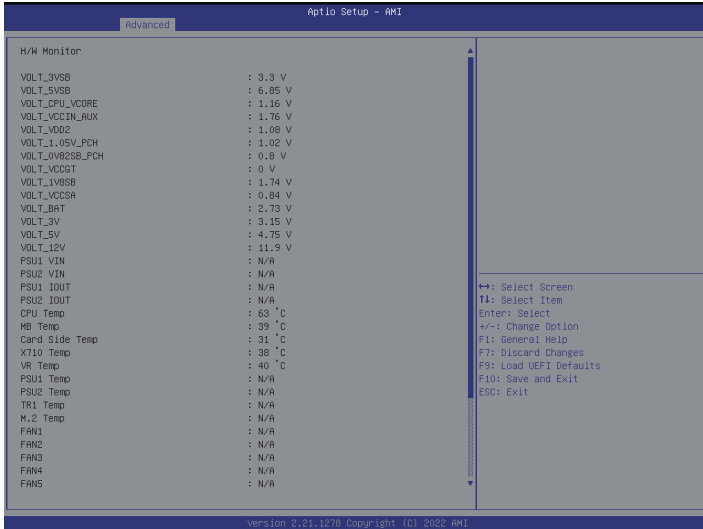 Aptio Setup – AMI
Advanced
H/W Monitor
VOLT_3VSB : 3.3 V
VOLT_5VSB : 6.85 V
VOLT_CPU_VCORE : 1.16 V
VOLT_VCCIN_AUX : 1.76 V
VOLT_VDD2 : 1.08 V
VOLT_1.05V_PCH : 1.02 V
VOLT_0V82SB_PCH : 0.8 V
VOLT_VCCGT : 0 V
VOLT_1V8SB : 1.74 V
VOLT_VCCSA : 0.84 V
VOLT_BAT : 2.73 V
VOLT_3V : 3.15 V
VOLT_5V : 4.75 V
VOLT_12V : 11.9 V
PSU1 VIN : N/A
PSU2 VIN : N/A
PSU1 IOUT : N/A
PSU2 IOUT : N/A
CPU Temp : 63 °C
MB Temp : 39 °C
Card Side Temp : 31 °C
X710 Temp : 38 °C
VR Temp : 40 °C
PSU1 Temp : N/A
PSU2 Temp : N/A
TR1 Temp : N/A
M.2 Temp : N/A
FAN1 : N/A
FAN2 : N/A
FAN3 : N/A
FAN4 : N/A
FAN5 : N/A
↔: Select Screen
↑↓: Select Item
Enter: Select
+/-: Change Option
F1: General Help
F7: Discard Changes
F9: Load UEFI Defaults
F10: Save and Exit
ESC: Exit
Version 2.21.1278 Copyright (C) 2022 AMI